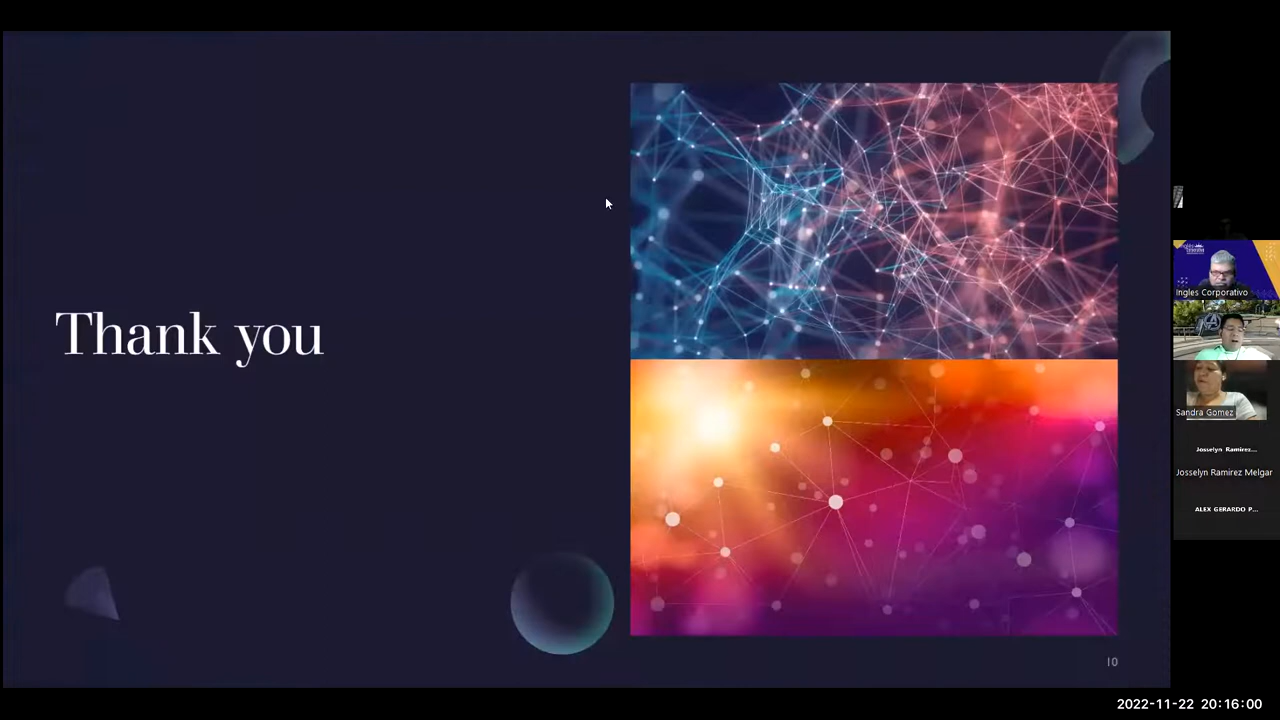 Thank you
10
Ingles Corporativo
Sandra Gomez
Josselyn Ramirez...
Josselyn Ramirez Melgar
ALEX GERARDO P...
2022-11-22 20:16:00